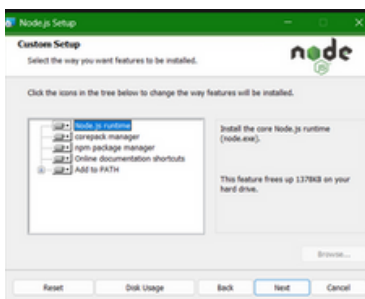 Node.js Setup
Custom Setup
Select the way you want features to be installed.
node
JS
Click the icons in the tree below to change the way features will be installed.
Node.js runtime
corepack manager
npm package manager
Online documentation shortcuts
Add to PATH
Install the core Node.js runtime
(node.exe).
This feature frees up 1378KB on your
hard drive.
Browse...
Reset
Disk Usage
Back
Next
Cancel